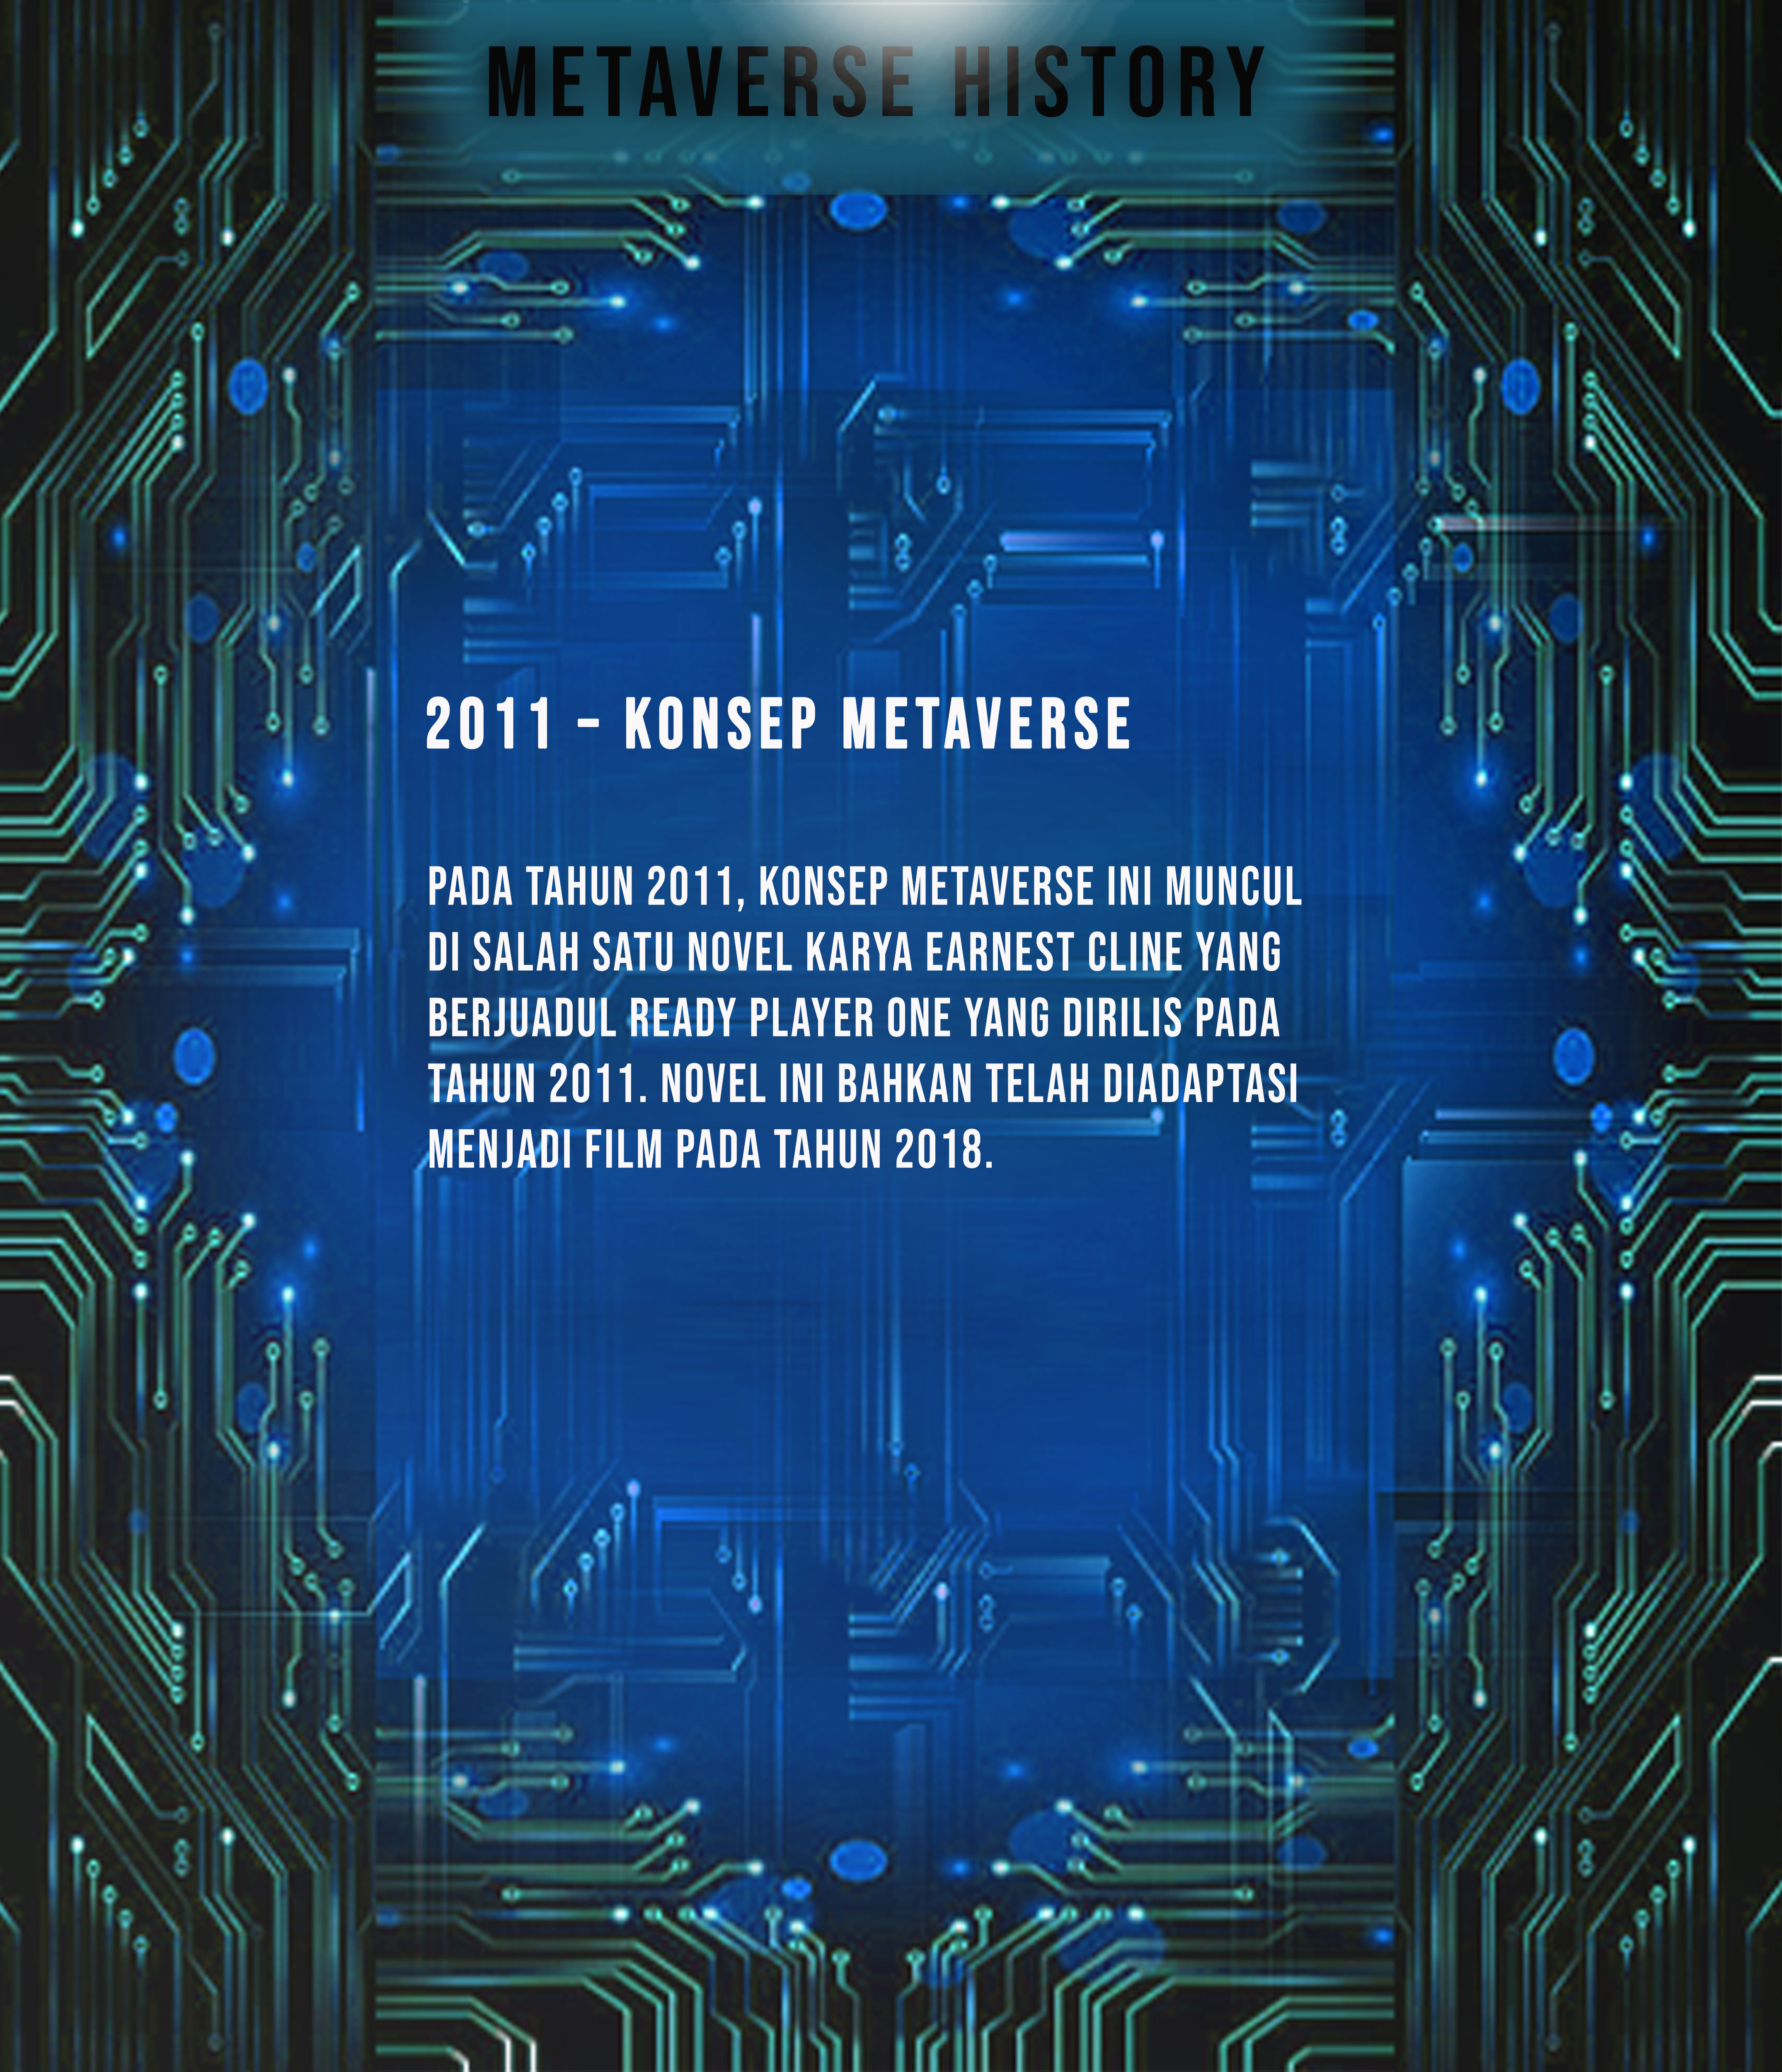 METAVERSE HISTORY
2011 - KONSEP METAVERSE
PADA TAHUN 2011, KONSEP METAVERSE INI MUNCUL
DI SALAH SATU NOVEL KARYA EARNEST CLINE YANG
BERJUADUL READY PLAYER ONE YANG DIRILIS PADA
TAHUN 2011. NOVEL INI BAHKAN TELAH DIADAPTASI
MENJADI FILM PADA TAHUN 2018.